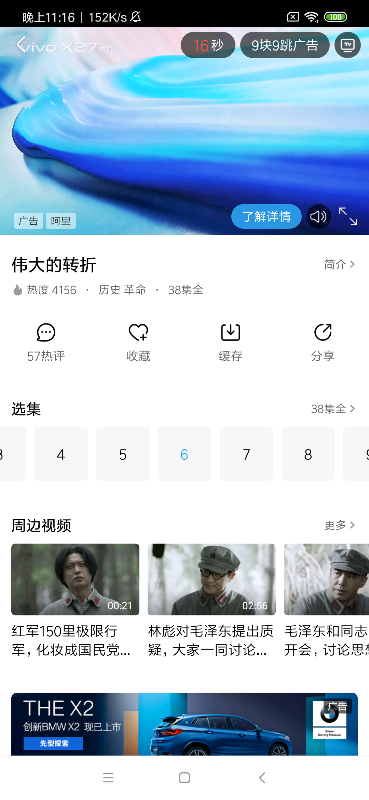 晚上11:16 | 152K/s
100
vivo X27
16秒
9块9跳广告
TV
广告
阿里
了解详情
伟大的转折
简介 >
热度 4156 · 历史 革命 · 38集全
57热评
收藏
缓存
分享
选集
38集全 >
4
5
6
7
8
周边视频
更多 >
00:21
02:56
红军150里极限行
军，化妆成国民党...
林彪对毛泽东提出质
疑，大家一同讨论...
毛泽东和同志
开会，讨论思想
THE X2
创新BMW X2 现已上市
先型探索
广告